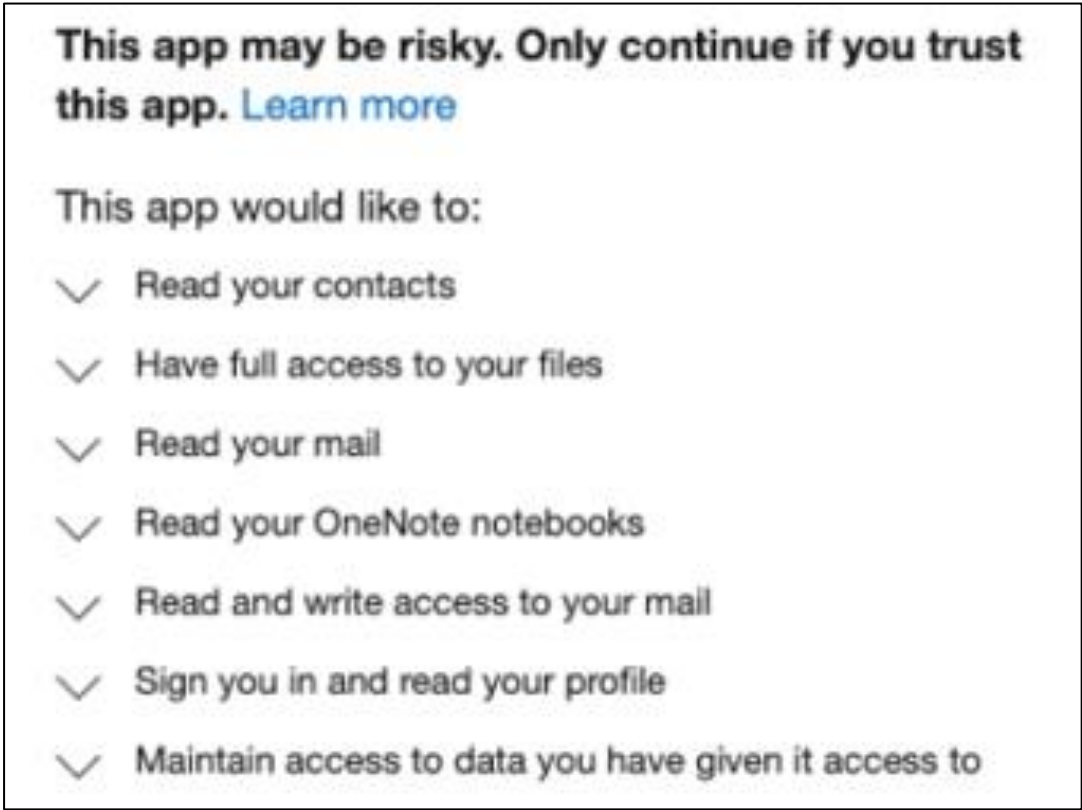 This app may be risky. Only continue if you trust
this app. Learn more
This app would like to:
Read your contacts
Have full access to your files
Read your mail
Read your OneNote notebooks
Read and write access to your mail
Sign you in and read your profile
Maintain access to data you have given it access to